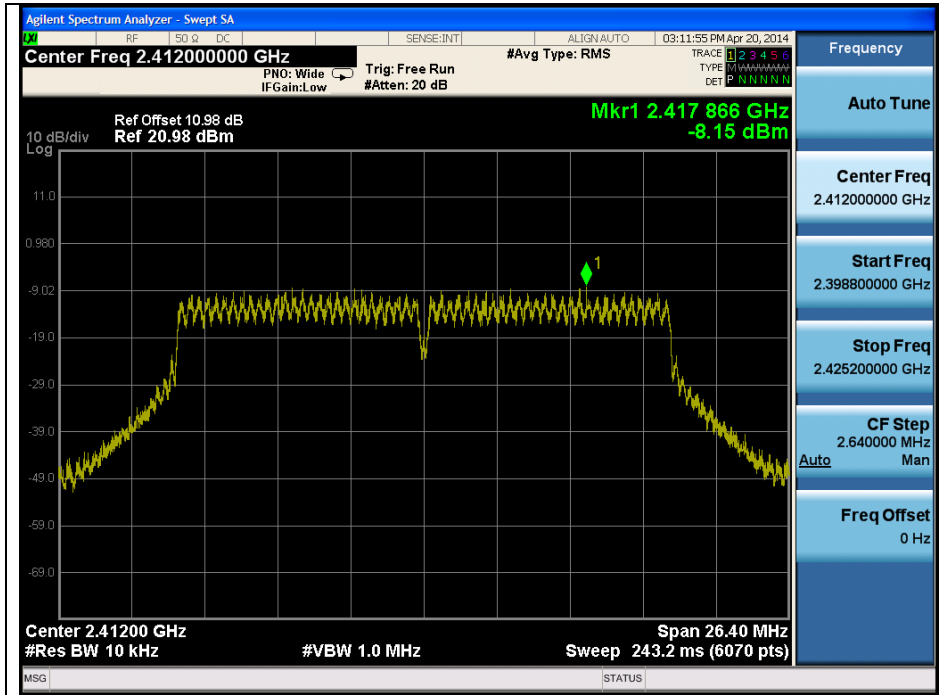 Agilent Spectrum Analyzer - Swept SA
LXI RF 50 Ω DC SENSE:INT ALIGN AUTO 03:11:55 PM Apr 20, 2014
Center Freq 2.412000000 GHz
PNO: Wide
IFGain:Low
Trig: Free Run
#Atten: 20 dB
#Avg Type: RMS
TRACE 1 2 3 4 5 6
TYPE M W W W W W
DET P N N N N N
Mkr1 2.417 866 GHz
-8.15 dBm
Ref Offset 10.98 dB
10 dB/div Ref 20.98 dBm
Log
11.0
0.980
-9.02
-19.0
-29.0
-39.0
-49.0
-59.0
-69.0
1
Center 2.41200 GHz Span 26.40 MHz
#Res BW 10 kHz #VBW 1.0 MHz Sweep 243.2 ms (6070 pts)
MSG STATUS
Frequency
Auto Tune
Center Freq
2.412000000 GHz
Start Freq
2.398800000 GHz
Stop Freq
2.425200000 GHz
CF Step
2.640000 MHz
Auto Man
Freq Offset
0 Hz